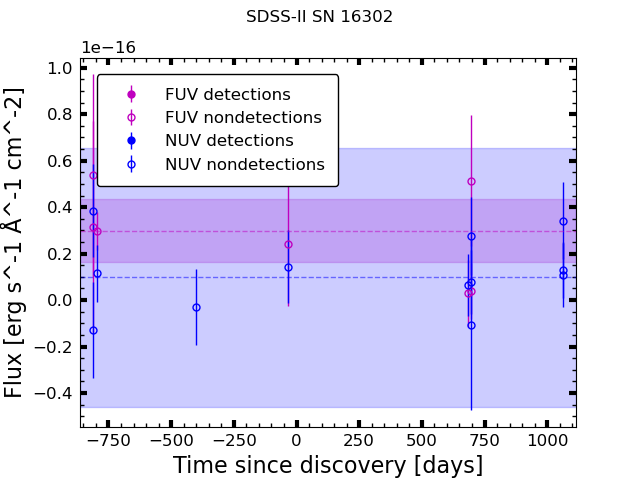 SDSS-II SN 16302
1e−16
FUV detections
FUV nondetections
NUV detections
NUV nondetections
1.0
0.8
0.6
0.4
0.2
0.0
−0.2
−0.4
Flux [erg s^-1 Å^-1 cm^-2]
−750
−500
−250
0
250
500
750
1000
Time since discovery [days]